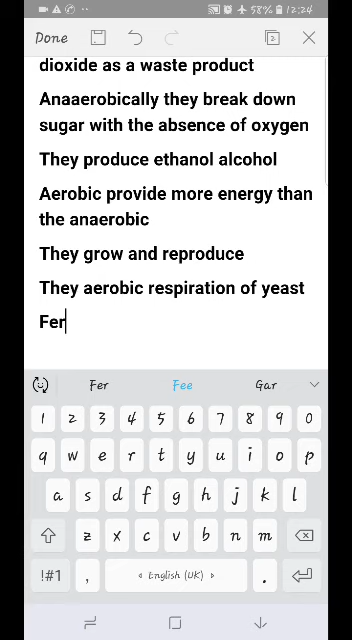 58% 12:24
Done 2
dioxide as a waste product
Anaaerobically they break down
sugar with the absence of oxygen
They produce ethanol alcohol
Aerobic provide more energy than
the anaerobic
They grow and reproduce
They aerobic respiration of yeast
Fer
Fer Fee Gar
1 2 3 4 5 6 7 8 9 0
q w e r t y u i o p
a s d f g h j k l
z x c v b n m
!#1 , English (UK) .